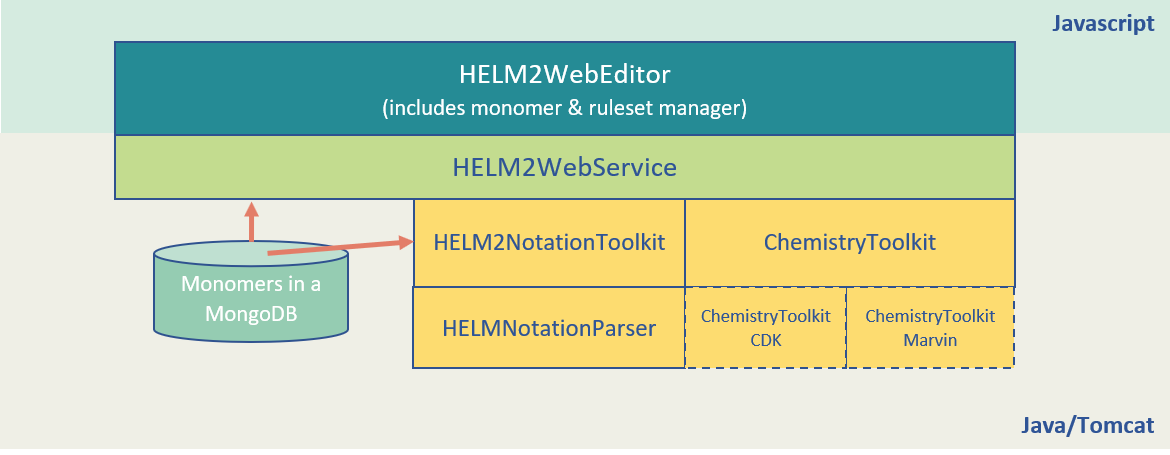 Javascript
HELM2WebEditor
(includes monomer & ruleset manager)
HELM2WebService
HELM2NotationToolkit
ChemistryToolkit
Monomers in a
MongoDB
HELMNotationParser
ChemistryToolkit
CDK
ChemistryToolkit
Marvin
Java/Tomcat